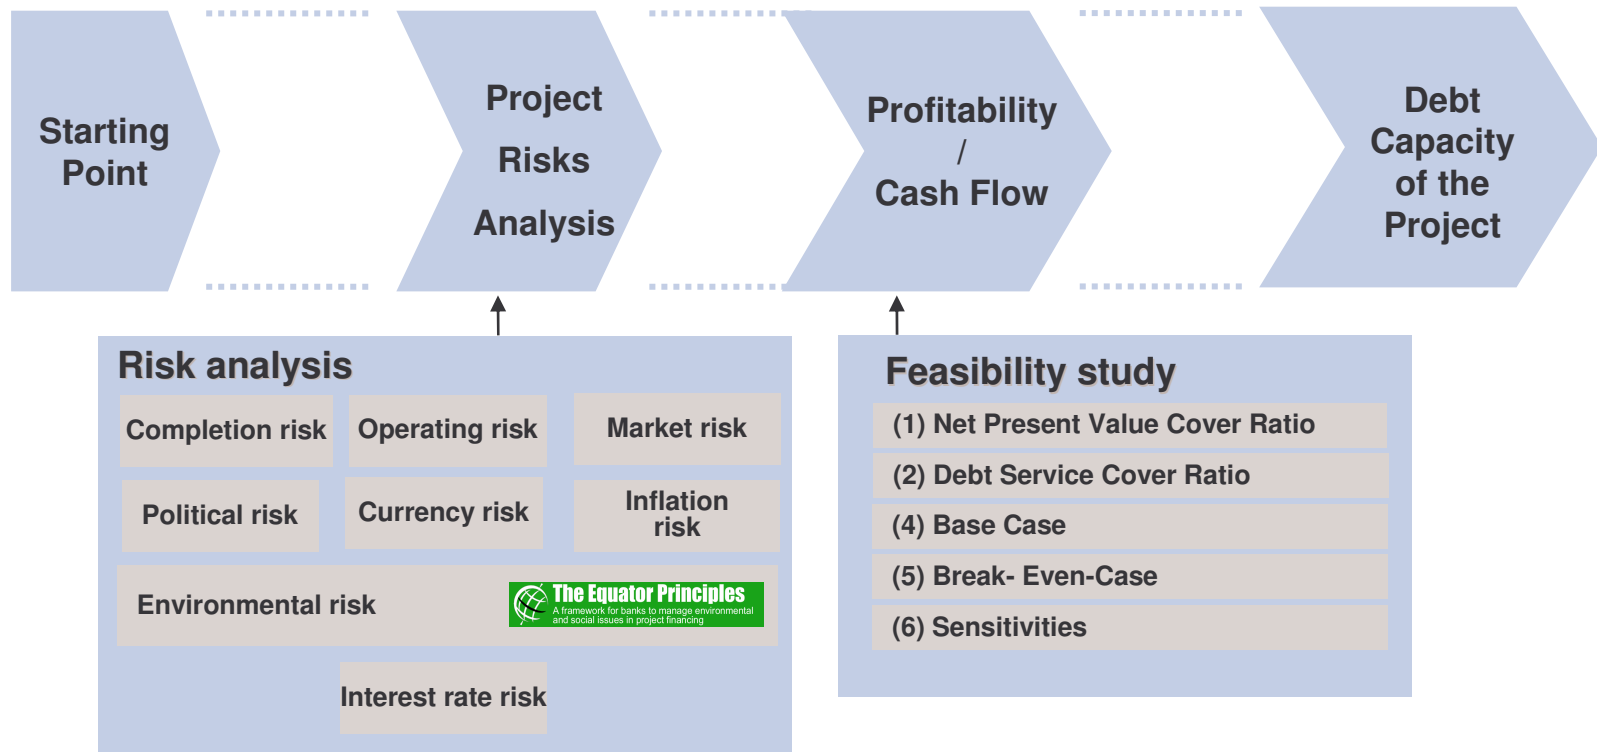 Starting
Point
Project
Risks
Analysis
Profitability
/
Cash Flow
Debt
Capacity
of the
Project
Risk analysis
Completion risk
Operating risk
Market risk
Political risk
Currency risk
Inflation
risk
Environmental risk
The Equator Principles
A framework for banks to manage environmental
and social issues in project financing
Interest rate risk
Feasibility study
(1) Net Present Value Cover Ratio
(2) Debt Service Cover Ratio
(4) Base Case
(5) Break- Even-Case
(6) Sensitivities